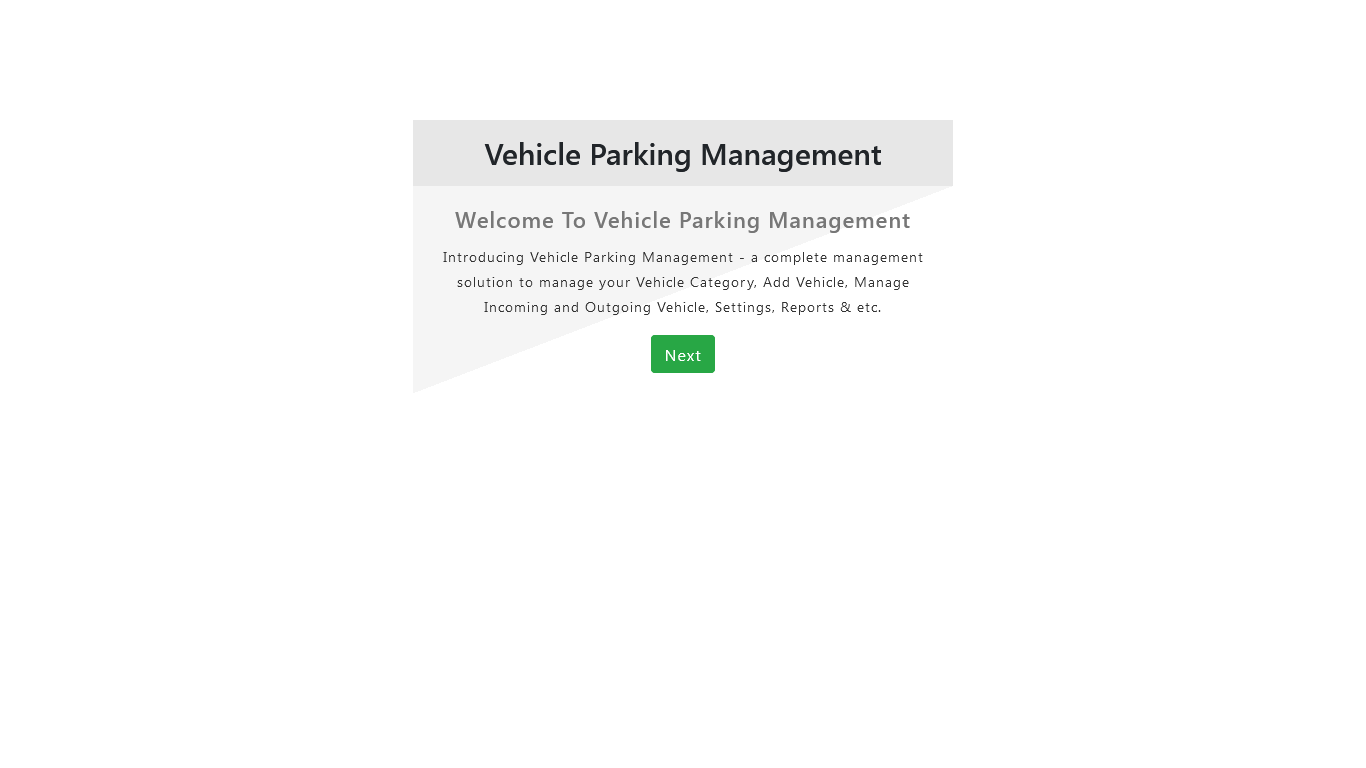 Vehicle Parking Management
Welcome To Vehicle Parking Management
Introducing Vehicle Parking Management - a complete management
solution to manage your Vehicle Category, Add Vehicle, Manage
Incoming and Outgoing Vehicle, Settings, Reports & etc.
Next